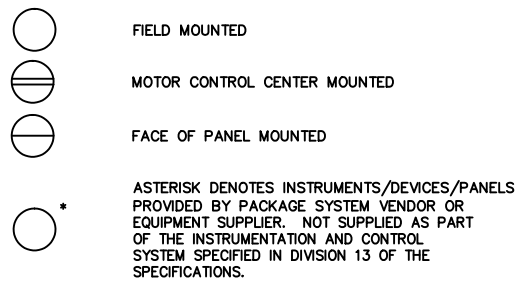 FIELD MOUNTED
MOTOR CONTROL CENTER MOUNTED
FACE OF PANEL MOUNTED
*
ASTERISK DENOTES INSTRUMENTS/DEVICES/PANELS
PROVIDED BY PACKAGE SYSTEM VENDOR OR
EQUIPMENT SUPPLIER. NOT SUPPLIED AS PART
OF THE INSTRUMENTATION AND CONTROL
SYSTEM SPECIFIED IN DIVISION 13 OF THE
SPECIFICATIONS.